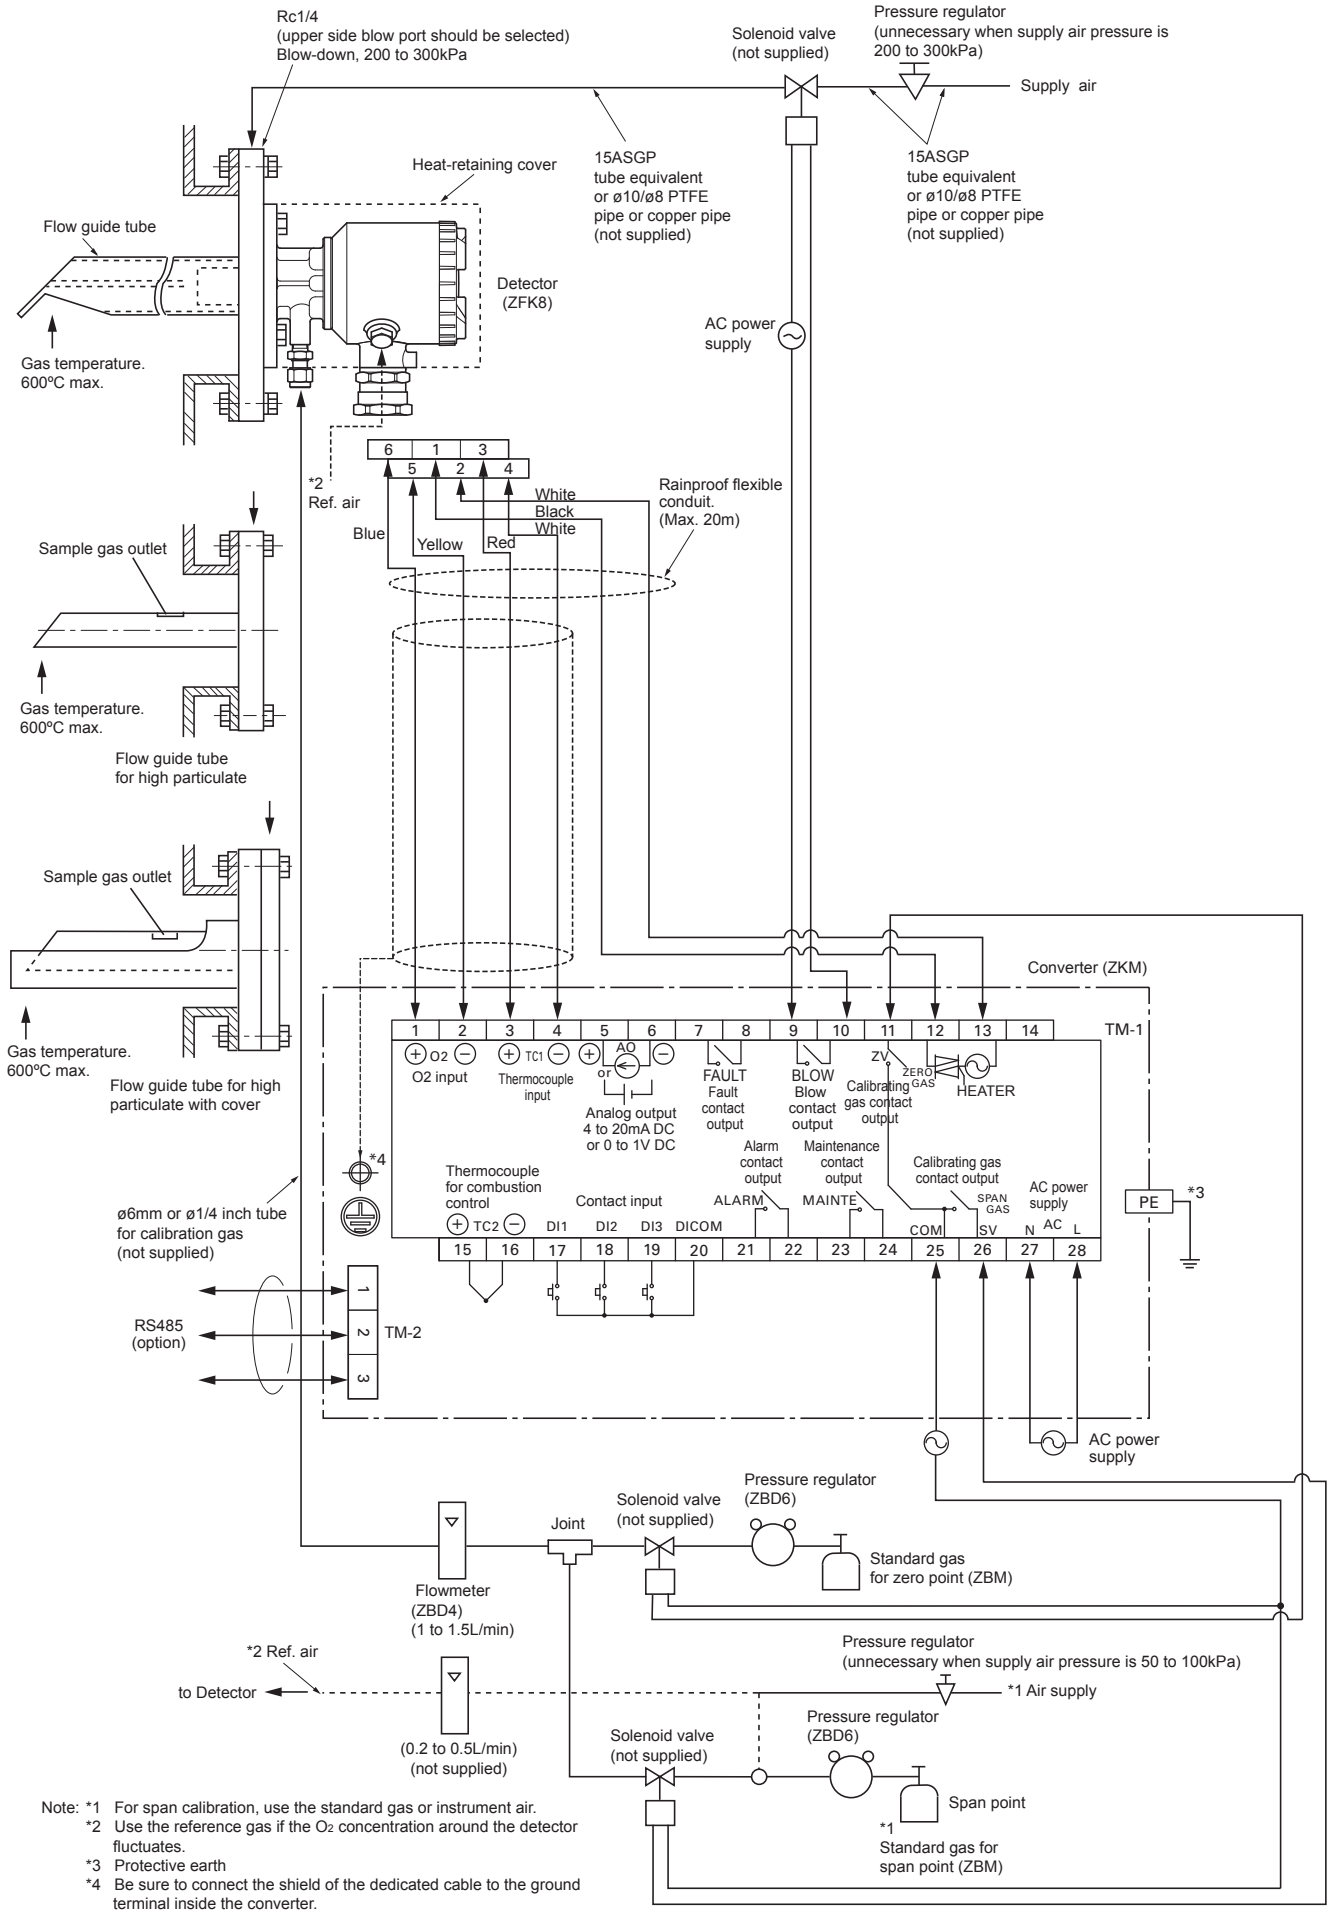 Rc1/4
(upper side blow port should be selected)
Blow-down, 200 to 300kPa
Solenoid valve
(not supplied)
Pressure regulator
(unnecessary when supply air pressure is
200 to 300kPa)
Supply air
15ASGP
tube equivalent
or ø10/ø8 PTFE
pipe or copper pipe
(not supplied)
15ASGP
tube equivalent
or ø10/ø8 PTFE
pipe or copper pipe
(not supplied)
Heat-retaining cover
Flow guide tube
Detector
(ZFK8)
AC power
supply
Gas temperature.
600ºC max.
6 1 3
5 2 4
*2
Ref. air
White
Black
White
Blue
Yellow
Red
Rainproof flexible
conduit.
(Max. 20m)
Sample gas outlet
Gas temperature.
600ºC max.
Flow guide tube
for high particulate
Sample gas outlet
Gas temperature.
600ºC max.
Flow guide tube for high
particulate with cover
Converter (ZKM)
1 2 3 4 5 6 7 8 9 10 11 12 13 14
TM-1
+ O2 −
O2 input
+ TC1 −
Thermocouple
input
+ AO −
or
Analog output
4 to 20mA DC
or 0 to 1V DC
FAULT
Fault
contact
output
BLOW
Blow
contact
output
ZV
ZERO
GAS
Calibrating
gas contact
output
HEATER
*4
Thermocouple
for combustion
control
+ TC2 −
Contact input
DI1 DI2 DI3 DICOM
Alarm
contact
output
ALARM
Maintenance
contact
output
MAINTE
Calibrating gas
contact output
SPAN
GAS
COM SV
AC power
supply
N AC L
15 16 17 18 19 20 21 22 23 24 25 26 27 28
PE
*3
ø6mm or ø1/4 inch tube
for calibration gas
(not supplied)
RS485
(option)
1
2
3
TM-2
AC power
supply
Pressure regulator
(ZBD6)
Solenoid valve
(not supplied)
Joint
Standard gas
for zero point (ZBM)
Flowmeter
(ZBD4)
(1 to 1.5L/min)
*2 Ref. air
to Detector
(0.2 to 0.5L/min)
(not supplied)
Pressure regulator
(unnecessary when supply air pressure is 50 to 100kPa)
*1 Air supply
Pressure regulator
(ZBD6)
Solenoid valve
(not supplied)
Span point
*1
Standard gas for
span point (ZBM)
Note: *1 For span calibration, use the standard gas or instrument air.
*2 Use the reference gas if the O2 concentration around the detector
fluctuates.
*3 Protective earth
*4 Be sure to connect the shield of the dedicated cable to the ground
terminal inside the converter.